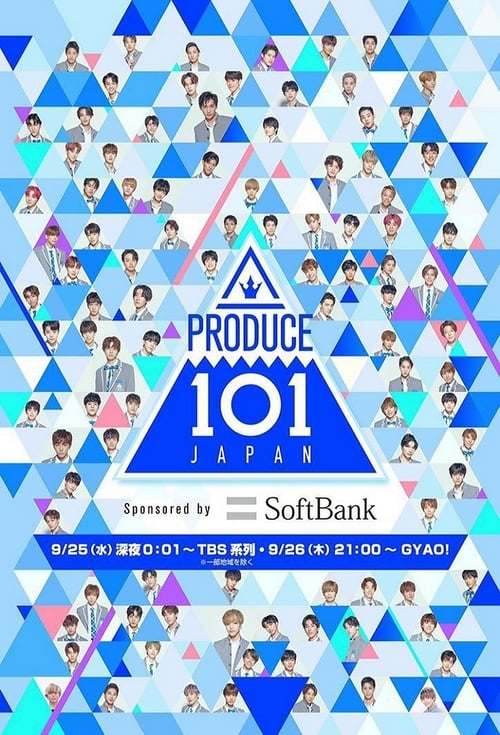 PRODUCE
101
JAPAN
Sponsored by SoftBank
9/25(水)深夜0:01〜TBS系列・9/26(木)21:00〜GYAO!
※一部地域を除く